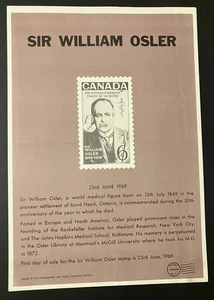 SIR WILLIAM OSLER
CANADA
SIR
WILLIAM
OSLER
1849-1919
6
23rd JUNE 1969
Sir William Osler, a world medical figure born on 12th July 1849 in the
pioneer settlement of Bond Head, Ontario, is commemorated during the 50th
anniversary of the year in which he died.
Famed in Europe and North America, Osler played prominent roles in the
founding of the Rockefeller Institute for Medical Research, New York City,
and The Johns Hopkins Medical School, Baltimore. His memory is perpetuated
in the Osler Library at Montreal's McGill University where he took his M.D.
in 1872.
First day of sale for the Sir William Osler stamp is 23rd June, 1969.